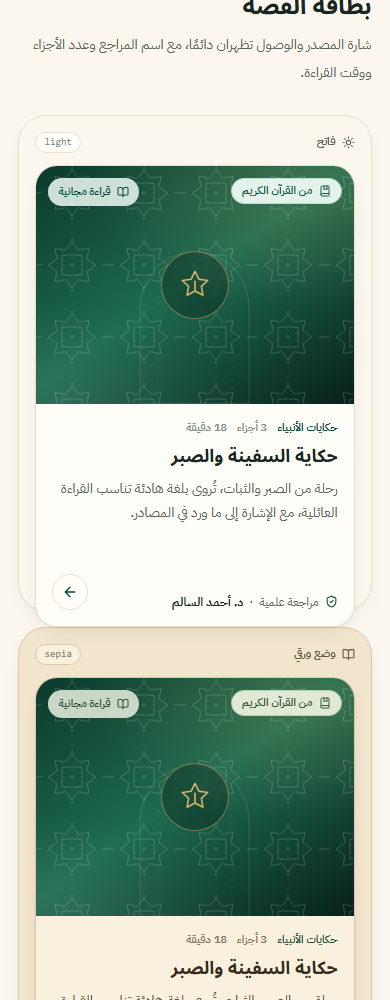 بطاقة القصة
شارة المصدر والوصول تظهران دائمًا، مع اسم المراجع وعدد الأجزاء
ووقت القراءة.
فاتح
light
من القرآن الكريم
قراءة مجانية
حكايات الأنبياء 3 أجزاء 18 دقيقة
حكاية السفينة والصبر
رحلة من الصبر والثبات، تُروى بلغة هادئة تناسب القراءة
العائلية، مع الإشارة إلى ما ورد في المصادر.
مراجعة علمية · د. أحمد السالم
وضع ورقي
sepia
من القرآن الكريم
قراءة مجانية
حكايات الأنبياء 3 أجزاء 18 دقيقة
حكاية السفينة والصبر